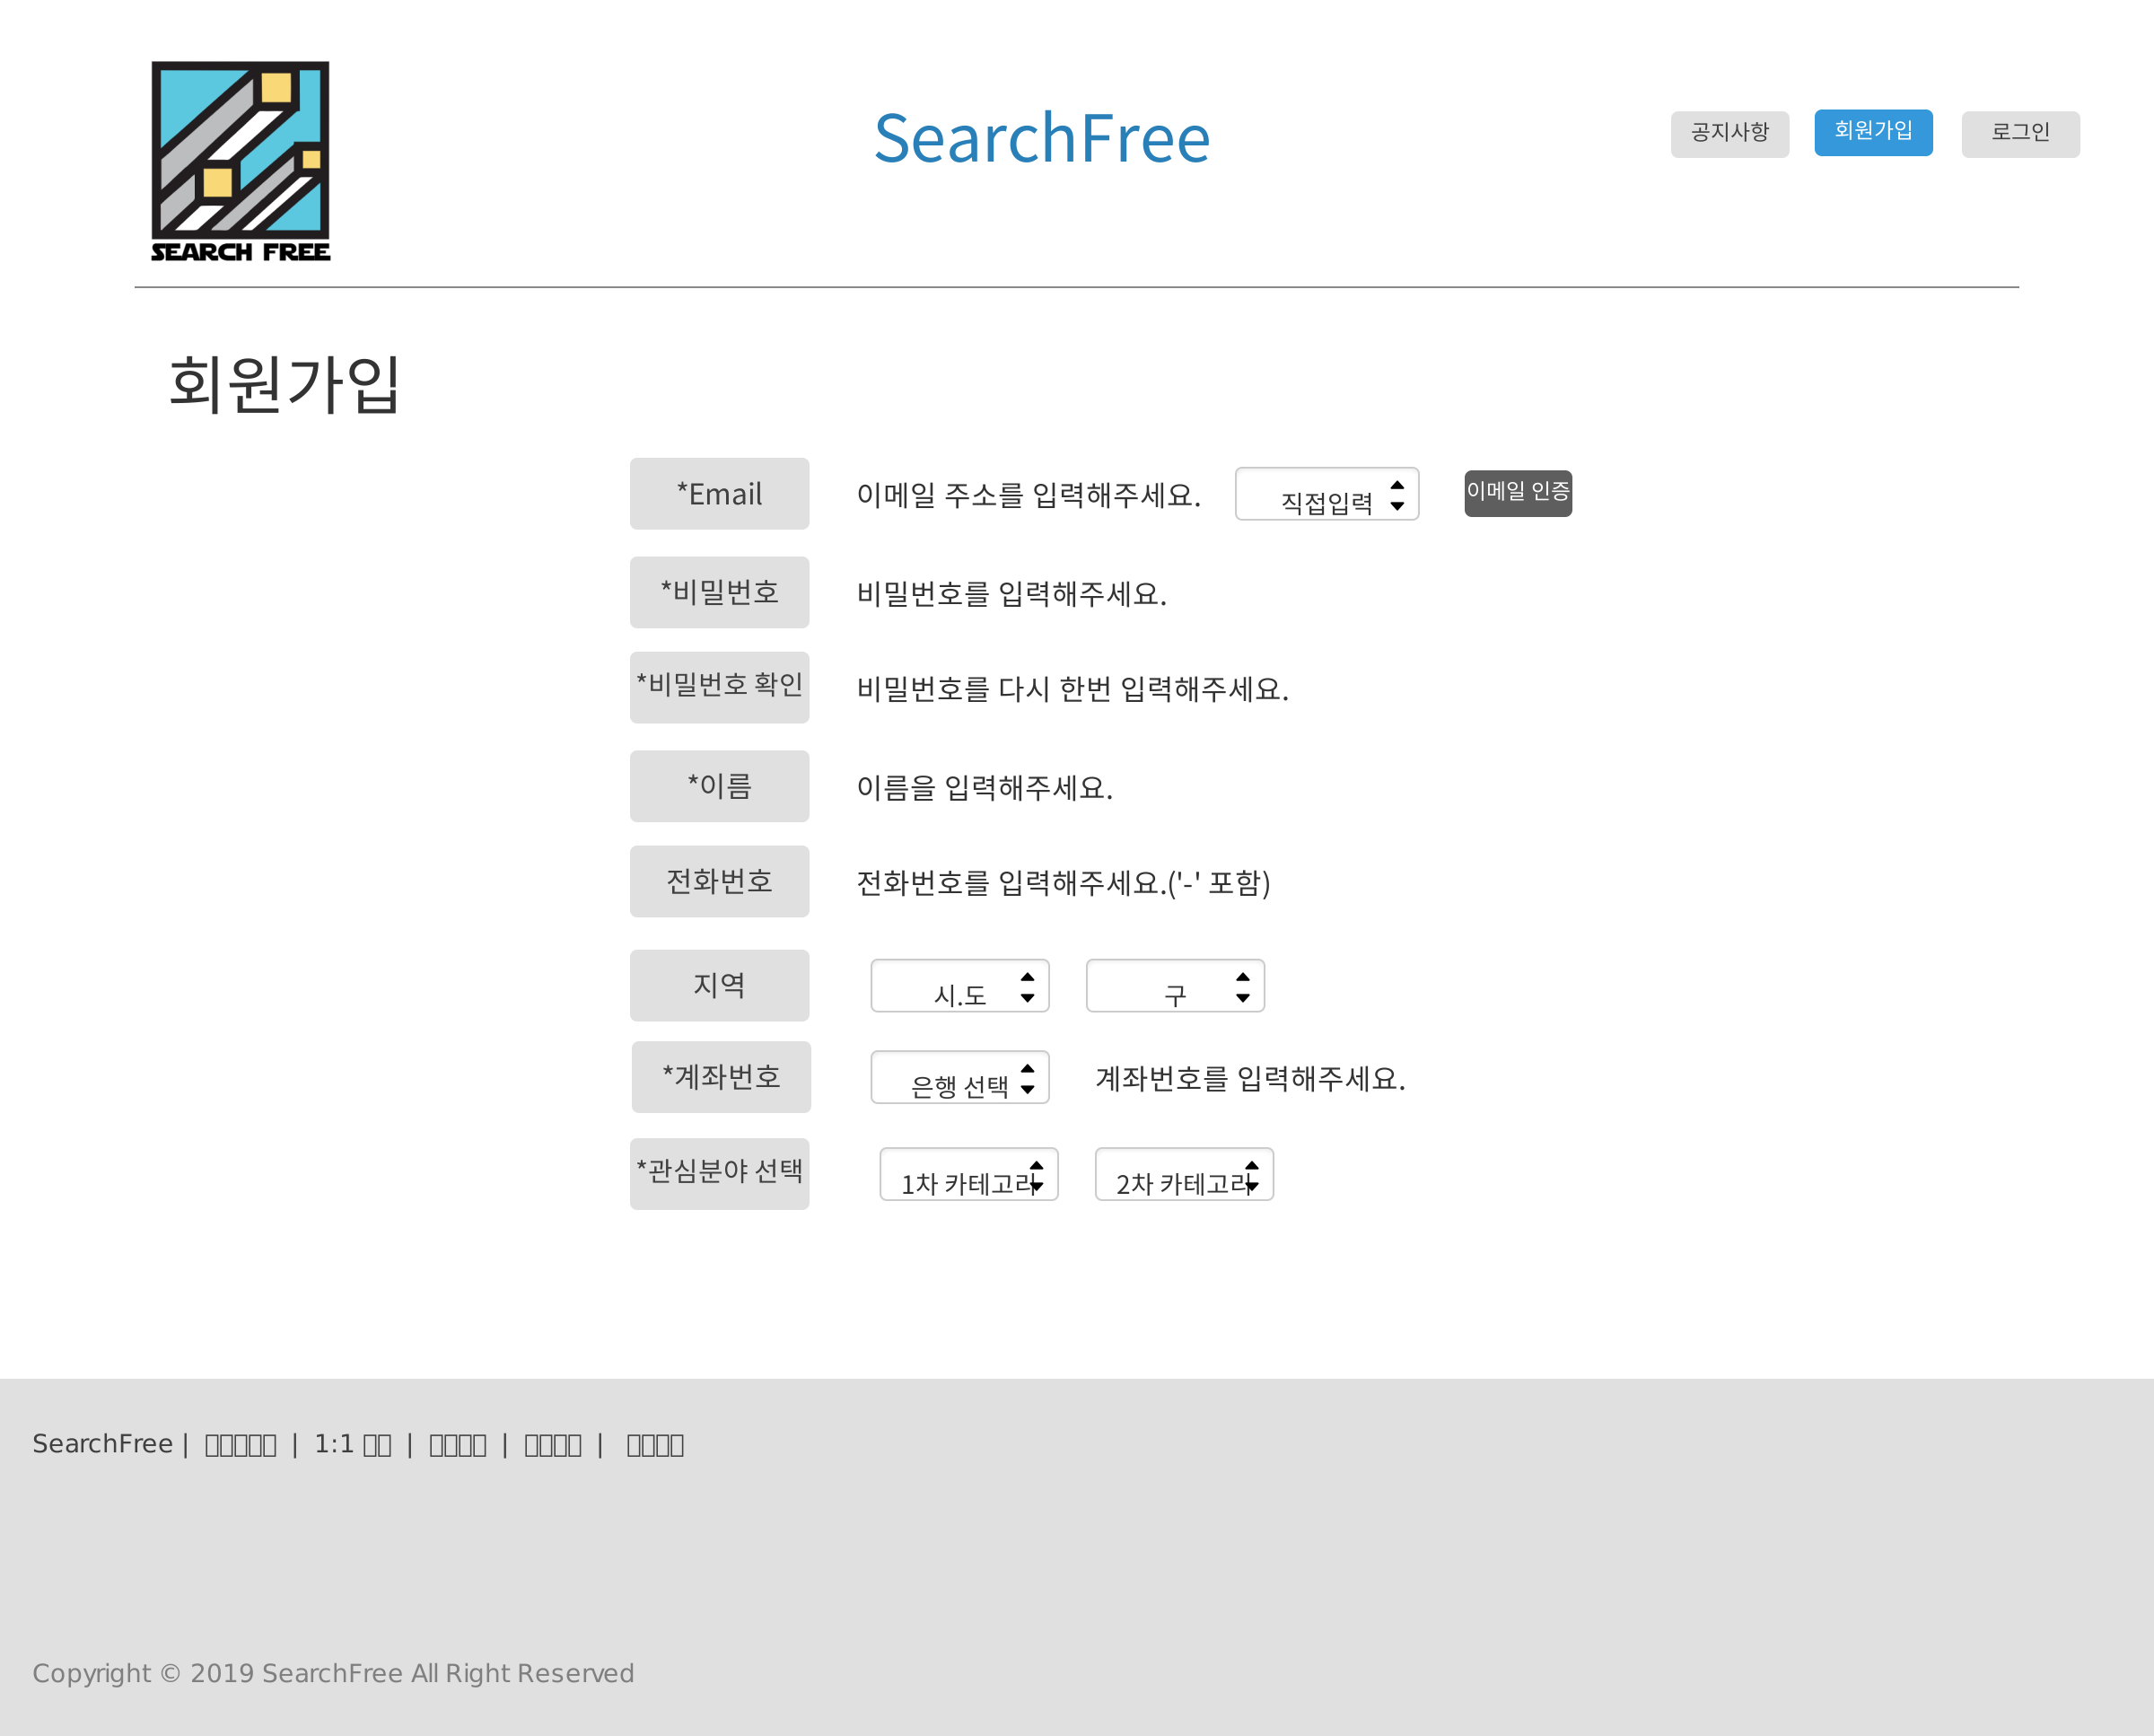 SEARCH FREE
SearchFree
공지사항
회원가입
로그인
회원가입
*Email 이메일 주소를 입력해주세요. 직접입력 이메일 인증
*비밀번호 비밀번호를 입력해주세요.
*비밀번호 확인 비밀번호를 다시 한번 입력해주세요.
*이름 이름을 입력해주세요.
전화번호 전화번호를 입력해주세요.('-' 포함)
지역 시.도 구
*계좌번호 은행 선택 계좌번호를 입력해주세요.
*관심분야 선택 1차 카테고리 2차 카테고리
SearchFree | | 1:1 | | |
Copyright © 2019 SearchFree All Right Reserved